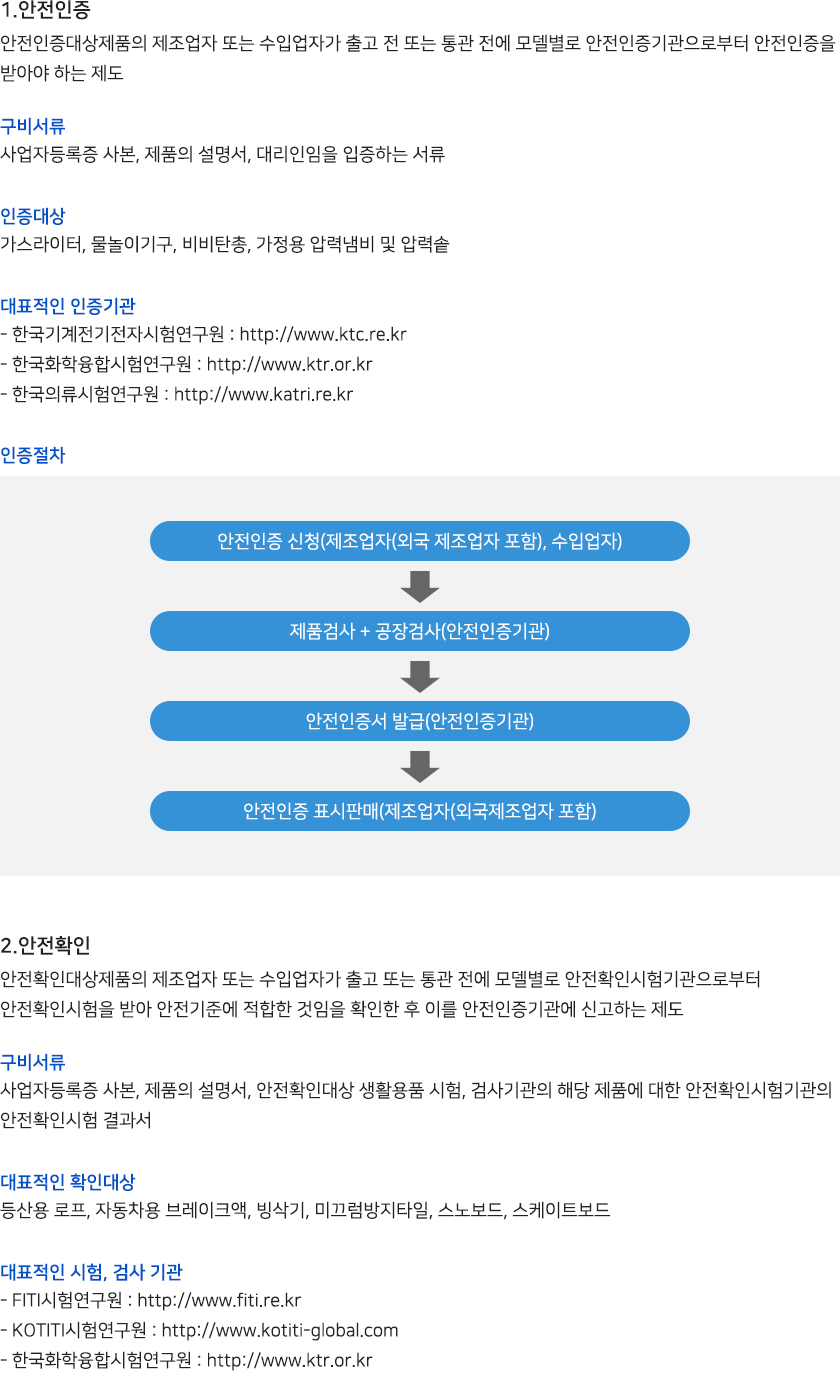 1.안전인증
안전인증대상제품의 제조업자 또는 수입업자가 출고 전 또는 통관 전에 모델별로 안전인증기관으로부터 안전인증을
받아야 하는 제도
구비서류
사업자등록증 사본, 제품의 설명서, 대리인임을 입증하는 서류
인증대상
가스라이터, 물놀이기구, 비비탄총, 가정용 압력냄비 및 압력솥
대표적인 인증기관
- 한국기계전기전자시험연구원 : http://www.ktc.re.kr
- 한국화학융합시험연구원 : http://www.ktr.or.kr
- 한국의류시험연구원 : http://www.katri.re.kr
인증절차
안전인증 신청(제조업자(외국 제조업자 포함), 수입업자)
제품검사 + 공장검사(안전인증기관)
안전인증서 발급(안전인증기관)
안전인증 표시판매(제조업자(외국제조업자 포함)
2.안전확인
안전확인대상제품의 제조업자 또는 수입업자가 출고 또는 통관 전에 모델별로 안전확인시험기관으로부터
안전확인시험을 받아 안전기준에 적합한 것임을 확인한 후 이를 안전인증기관에 신고하는 제도
구비서류
사업자등록증 사본, 제품의 설명서, 안전확인대상 생활용품 시험, 검사기관의 해당 제품에 대한 안전확인시험기관의
안전확인시험 결과서
대표적인 확인대상
등산용 로프, 자동차용 브레이크액, 빙삭기, 미끄럼방지타일, 스노보드, 스케이트보드
대표적인 시험, 검사 기관
- FITI시험연구원 : http://www.fiti.re.kr
- KOTITI시험연구원 : http://www.kotiti-global.com
- 한국화학융합시험연구원 : http://www.ktr.or.kr